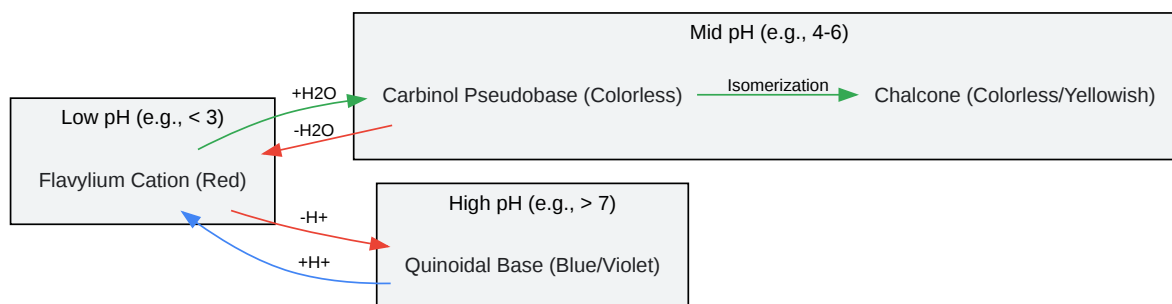 Mid pH (e.g., 4-6)
Carbinol Pseudobase (Colorless)
Isomerization
Chalcone (Colorless/Yellowish)
+H2O
-H2O
Low pH (e.g., < 3)
Flavylium Cation (Red)
-H+
+H+
High pH (e.g., > 7)
Quinoidal Base (Blue/Violet)